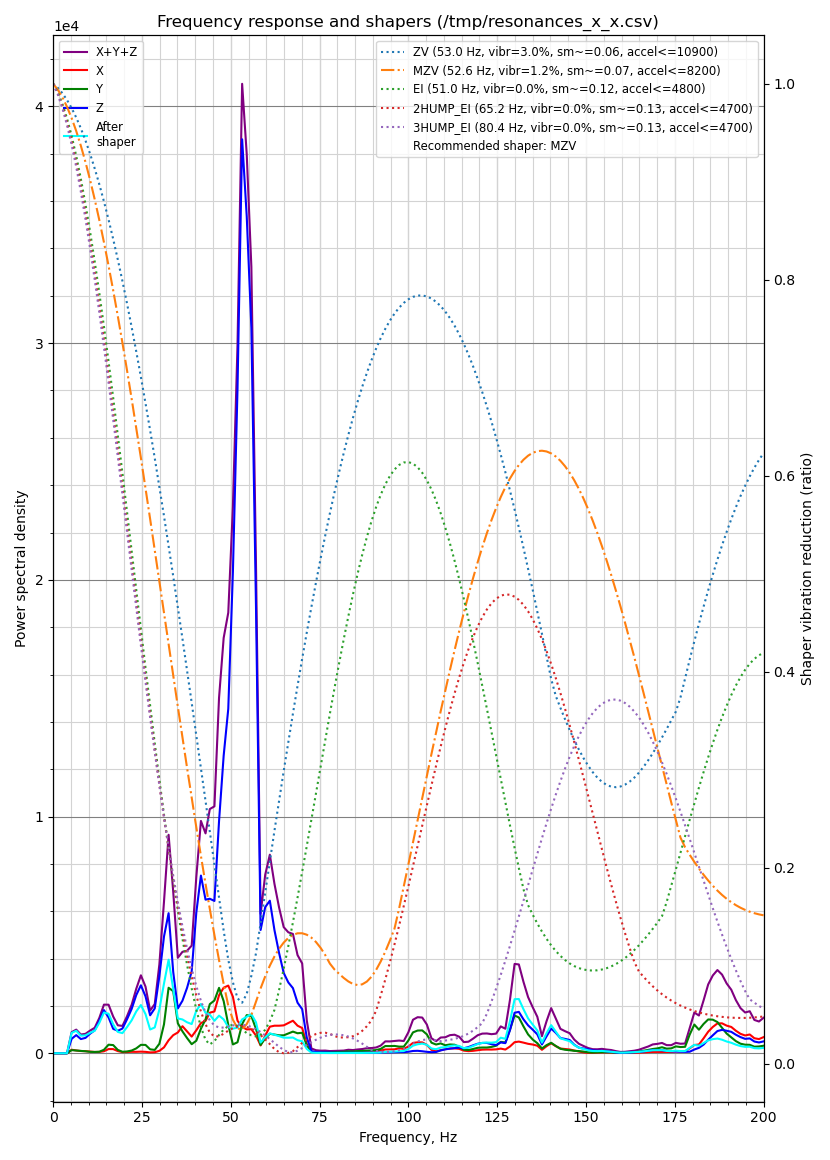 Frequency response and shapers (/tmp/resonances_x_x.csv)
1e4
X+Y+Z
X
Y
Z
After
shaper
ZV (53.0 Hz, vibr=3.0%, sm~=0.06, accel<=10900)
MZV (52.6 Hz, vibr=1.2%, sm~=0.07, accel<=8200)
EI (51.0 Hz, vibr=0.0%, sm~=0.12, accel<=4800)
2HUMP_EI (65.2 Hz, vibr=0.0%, sm~=0.13, accel<=4700)
3HUMP_EI (80.4 Hz, vibr=0.0%, sm~=0.13, accel<=4700)
Recommended shaper: MZV
Power spectral density
4
3
2
1
0
1.0
0.8
0.6
0.4
0.2
0.0
Shaper vibration reduction (ratio)
0 25 50 75 100 125 150 175 200
Frequency, Hz